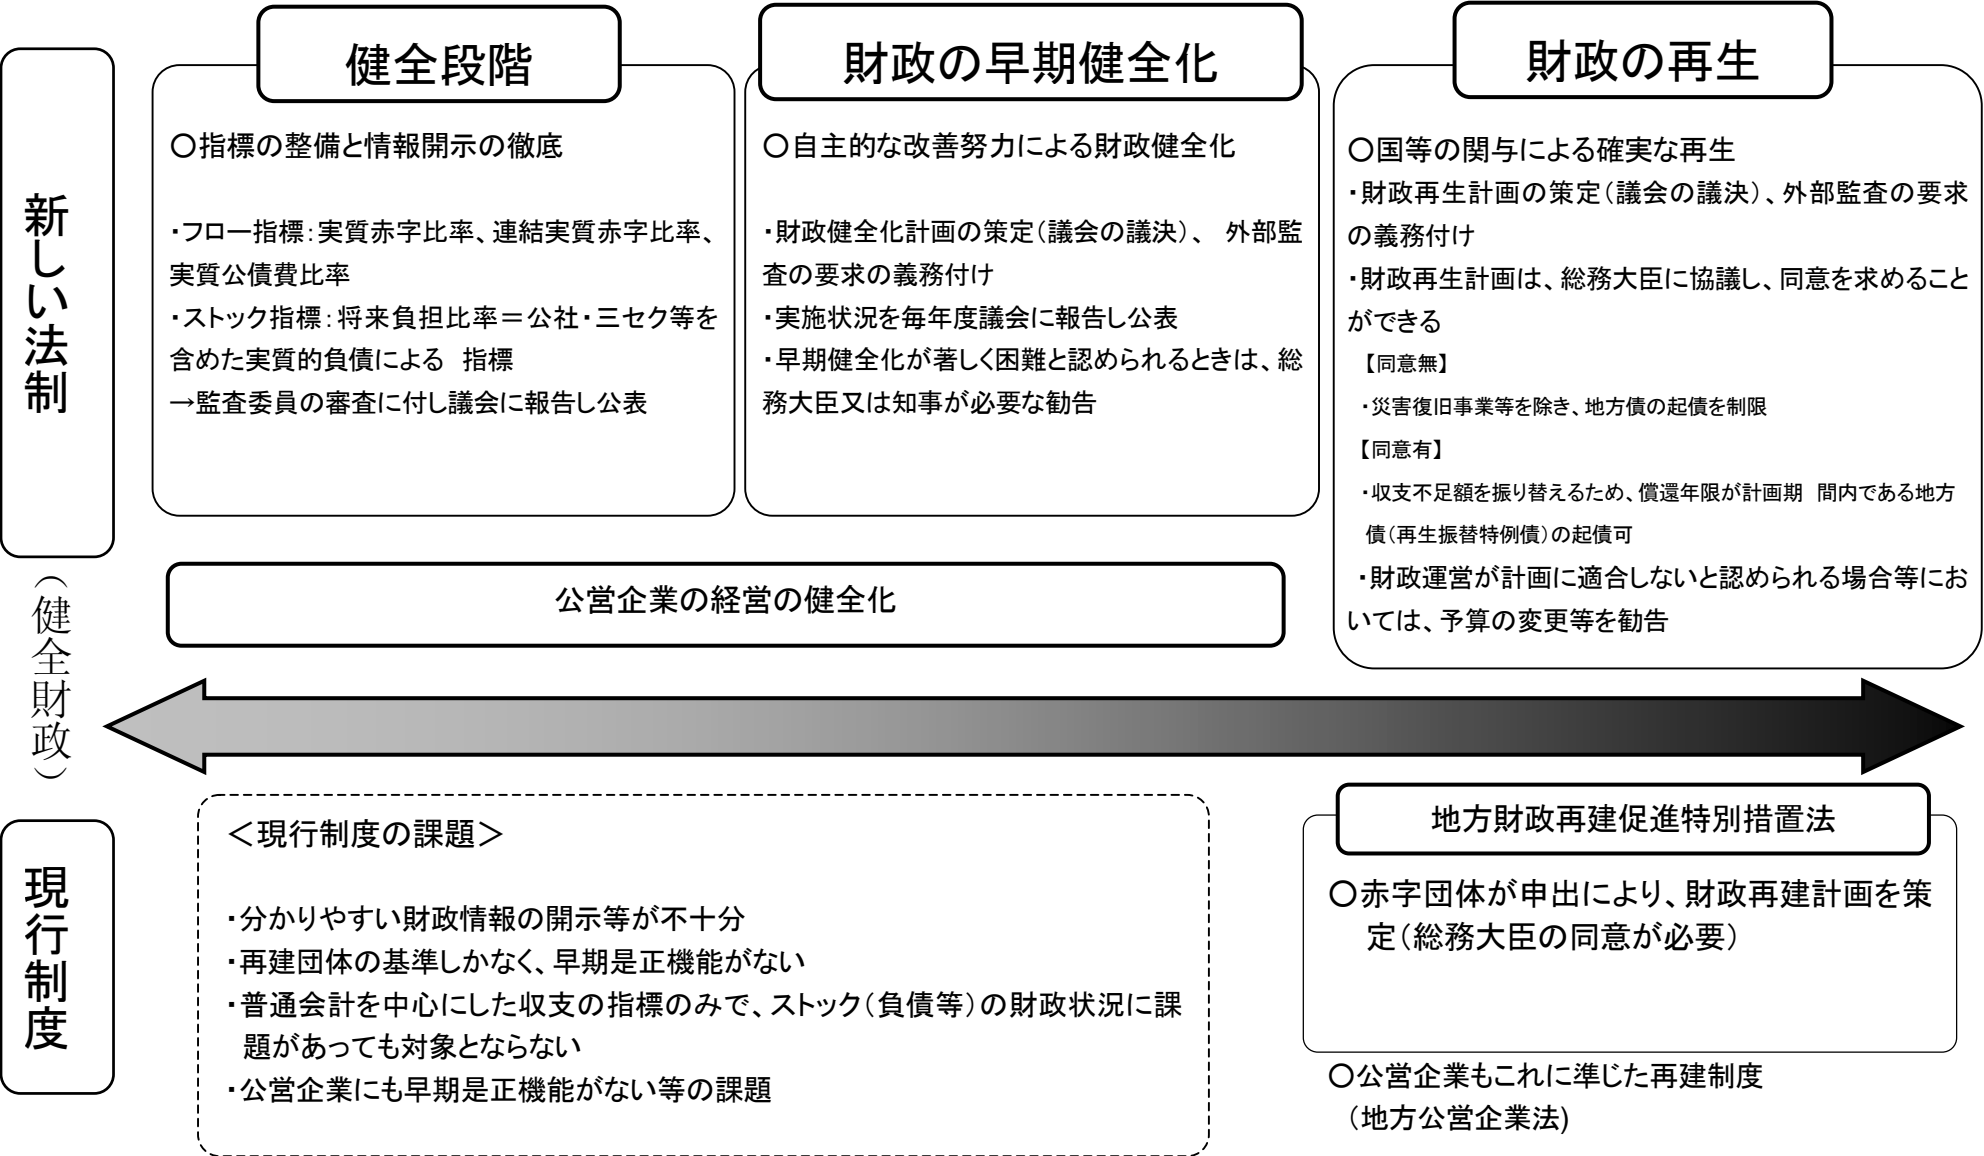 新しい法制
健全段階
〇指標の整備と情報開示の徹底
・フロー指標：実質赤字比率、連結実質赤字比率、
実質公債費比率
・ストック指標：将来負担比率＝公社・三セク等を
含めた実質的負債による　指標
→監査委員の審査に付し議会に報告し公表
財政の早期健全化
〇自主的な改善努力による財政健全化
・財政健全化計画の策定（議会の議決）、　外部監
査の要求の義務付け
・実施状況を毎年度議会に報告し公表
・早期健全化が著しく困難と認められるときは、総
務大臣又は知事が必要な勧告
財政の再生
〇国等の関与による確実な再生
・財政再生計画の策定（議会の議決）、外部監査の要求
の義務付け
・財政再生計画は、総務大臣に協議し、同意を求めること
ができる
【同意無】
・災害復旧事業等を除き、地方債の起債を制限
【同意有】
・収支不足額を振り替えるため、償還年限が計画期　間内である地方
債（再生振替特例債）の起債可
・財政運営が計画に適合しないと認められる場合等にお
いては、予算の変更等を勧告
公営企業の経営の健全化
（健全財政）
現行制度
＜現行制度の課題＞
・分かりやすい財政情報の開示等が不十分
・再建団体の基準しかなく、早期是正機能がない
・普通会計を中心にした収支の指標のみで、ストック（負債等）の財政状況に課
題があっても対象とならない
・公営企業にも早期是正機能がない等の課題
地方財政再建促進特別措置法
〇赤字団体が申出により、財政再建計画を策
定（総務大臣の同意が必要）
〇公営企業もこれに準じた再建制度
（地方公営企業法)